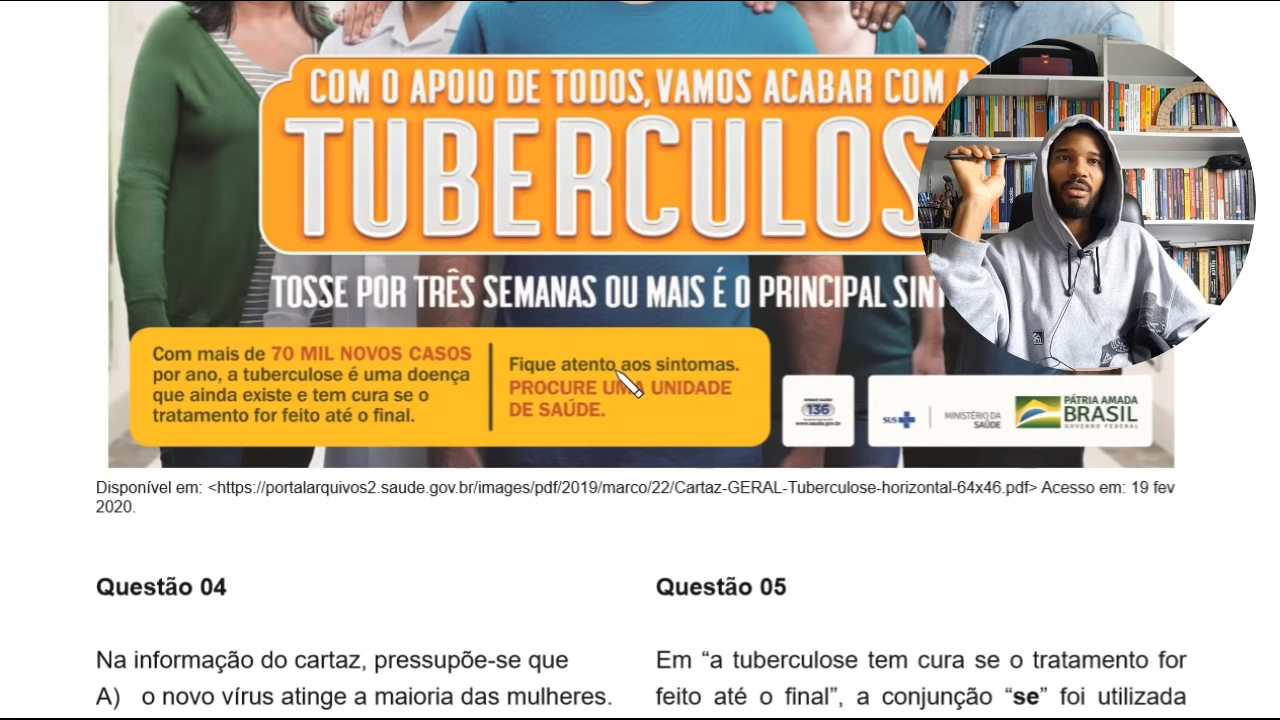 COM O APOIO DE TODOS, VAMOS ACABAR COM A
TUBERCULOS
TOSSE POR TRÊS SEMANAS OU MAIS É O PRINCIPAL SINT
Com mais de 70 MIL NOVOS CASOS
por ano, a tuberculose é uma doença
que ainda existe e tem cura se o
tratamento for feito até o final.
Fique atento aos sintomas.
PROCURE UMA UNIDADE
DE SAÚDE.
136
SUS
MINISTÉRIO DA
SAÚDE
PÁTRIA AMADA
BRASIL
GOVERNO FEDERAL
Disponível em: <https://portalarquivos2.saude.gov.br/images/pdf/2019/marco/22/Cartaz-GERAL-Tuberculose-horizontal-64x46.pdf> Acesso em: 19 fev
2020.
Questão 04
Na informação do cartaz, pressupõe-se que
A) o novo vírus atinge a maioria das mulheres.
Questão 05
Em “a tuberculose tem cura se o tratamento for
feito até o final”, a conjunção “se” foi utilizada